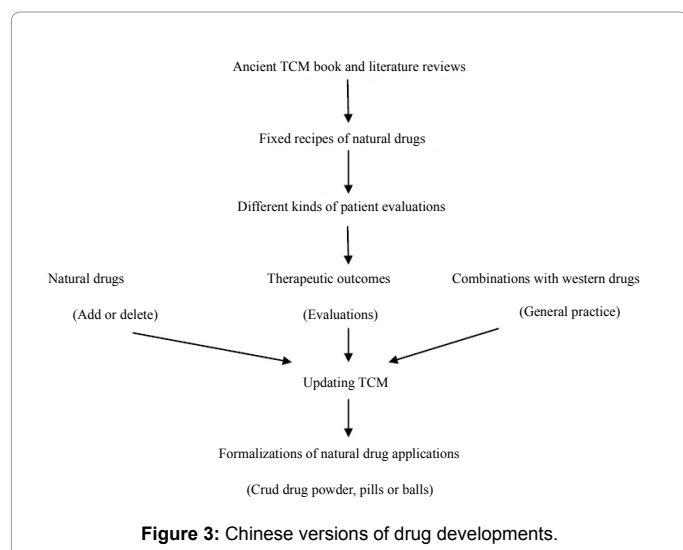 Ancient TCM book and literature reviews
Fixed recipes of natural drugs
Different kinds of patient evaluations
Natural drugs
Therapeutic outcomes
Combinations with western drugs
(Add or delete)
(Evaluations)
(General practice)
Updating TCM
Formalizations of natural drug applications
(Crud drug powder, pills or balls)
Figure 3: Chinese versions of drug developments.